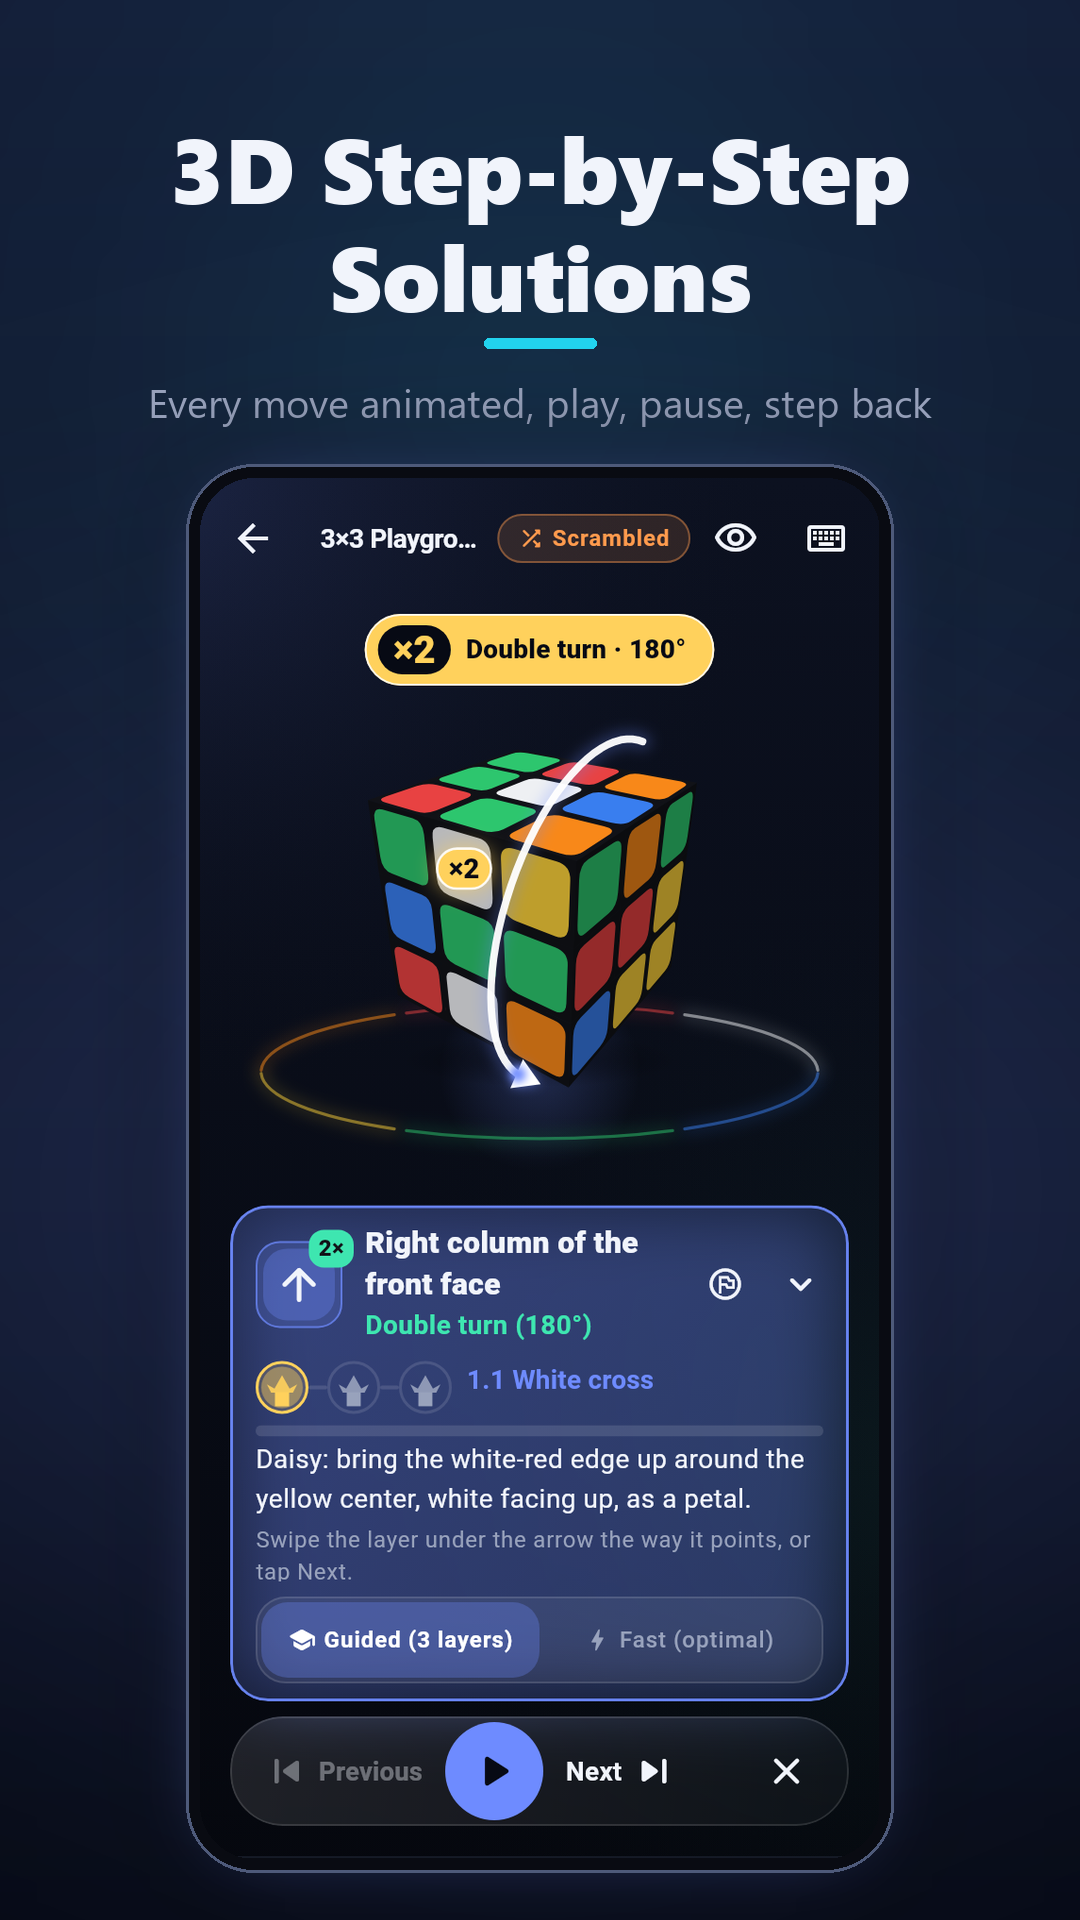 3D Step-by-Step
Solutions
Every move animated, play, pause, step back
3×3 Playgro...
Scrambled
×2 Double turn · 180°
×2
2×
Right column of the
front face
Double turn (180°)
1.1 White cross
Daisy: bring the white-red edge up around the
yellow center, white facing up, as a petal.
Swipe the layer under the arrow the way it points, or
tap Next.
Guided (3 layers)
Fast (optimal)
Previous
Next